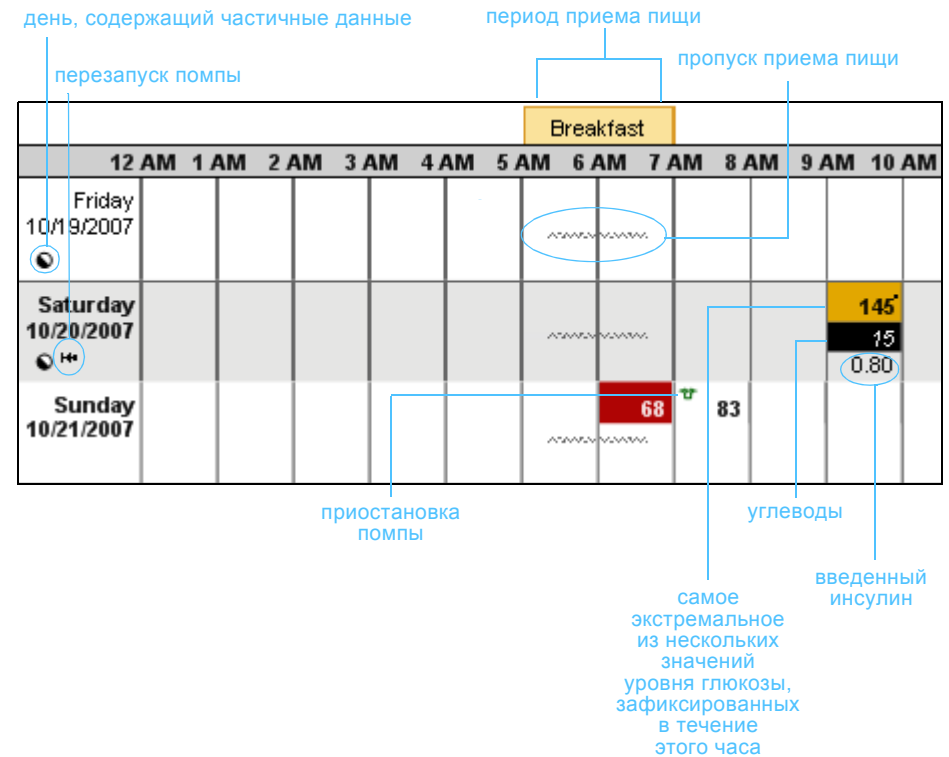 день, содержащий частичные данные
период приема пищи
перезапуск помпы
пропуск приема пищи
Breakfast
12 AM 1 AM 2 AM 3 AM 4 AM 5 AM 6 AM 7 AM 8 AM 9 AM 10 AM
Friday
10/19/2007
Saturday
10/20/2007
145
15
0.80
Sunday
10/21/2007
68
83
приостановка
помпы
углеводы
введенный
инсулин
самое
экстремальное
из нескольких
значений
уровня глюкозы,
зафиксированных
в течение
этого часа